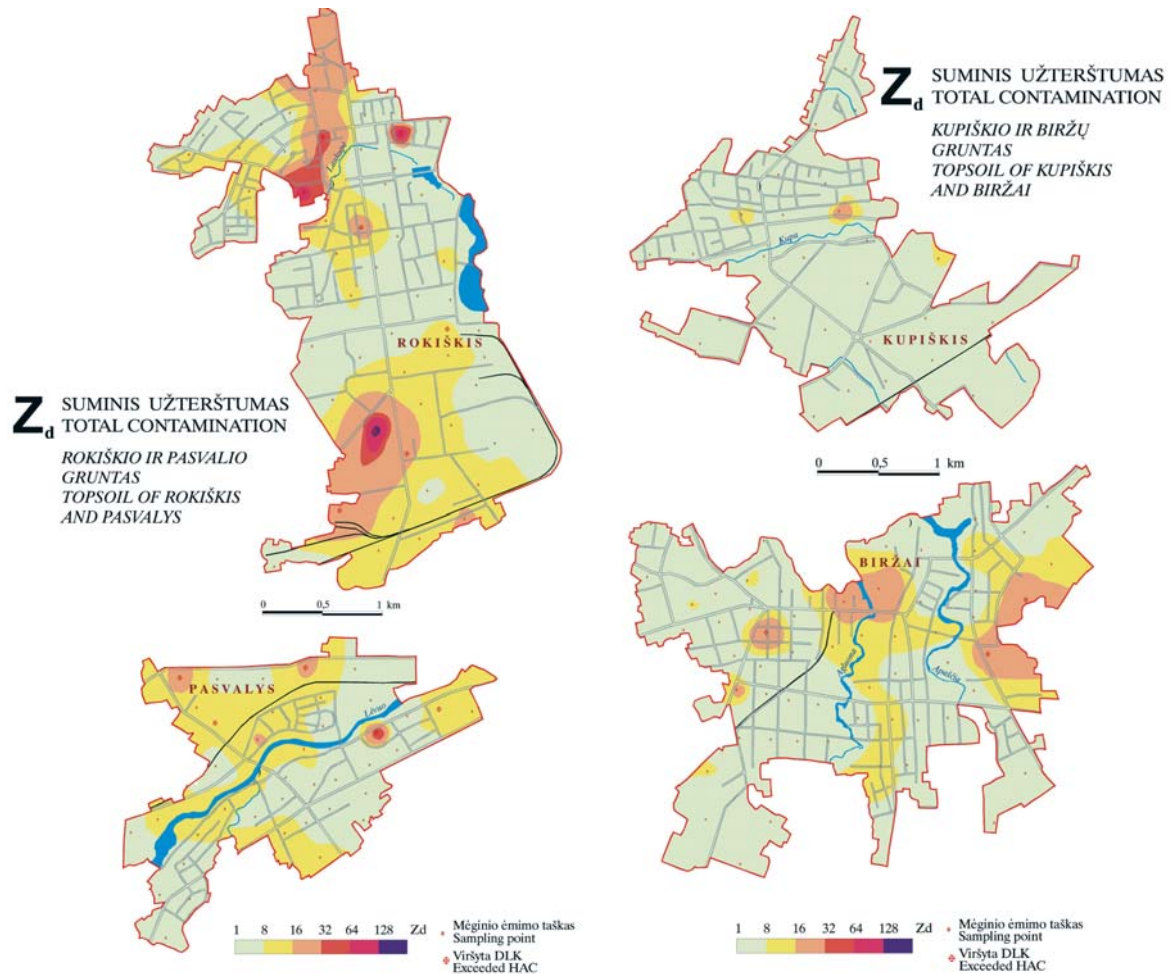 Zd SUMINIS UŽTERŠTUMAS
TOTAL CONTAMINATION
ROKIŠKIO IR PASVALIO
GRUNTAS
TOPSOIL OF ROKIŠKIS
AND PASVALYS
ROKIŠKIS
0 0,5 1 km
PASVALYS
Lėvuo
1 8 16 32 64 128 Zd
Mėginio ėmimo taškas
Sampling point
Viršyta DLK
Exceeded HAC
Zd SUMINIS UŽTERŠTUMAS
TOTAL CONTAMINATION
KUPIŠKIO IR BIRŽŲ
GRUNTAS
TOPSOIL OF KUPIŠKIS
AND BIRŽAI
Kupa
KUPIŠKIS
0 0,5 1 km
BIRŽAI
Apaščia
1 8 16 32 64 128 Zd
Mėginio ėmimo taškas
Sampling point
Viršyta DLK
Exceeded HAC